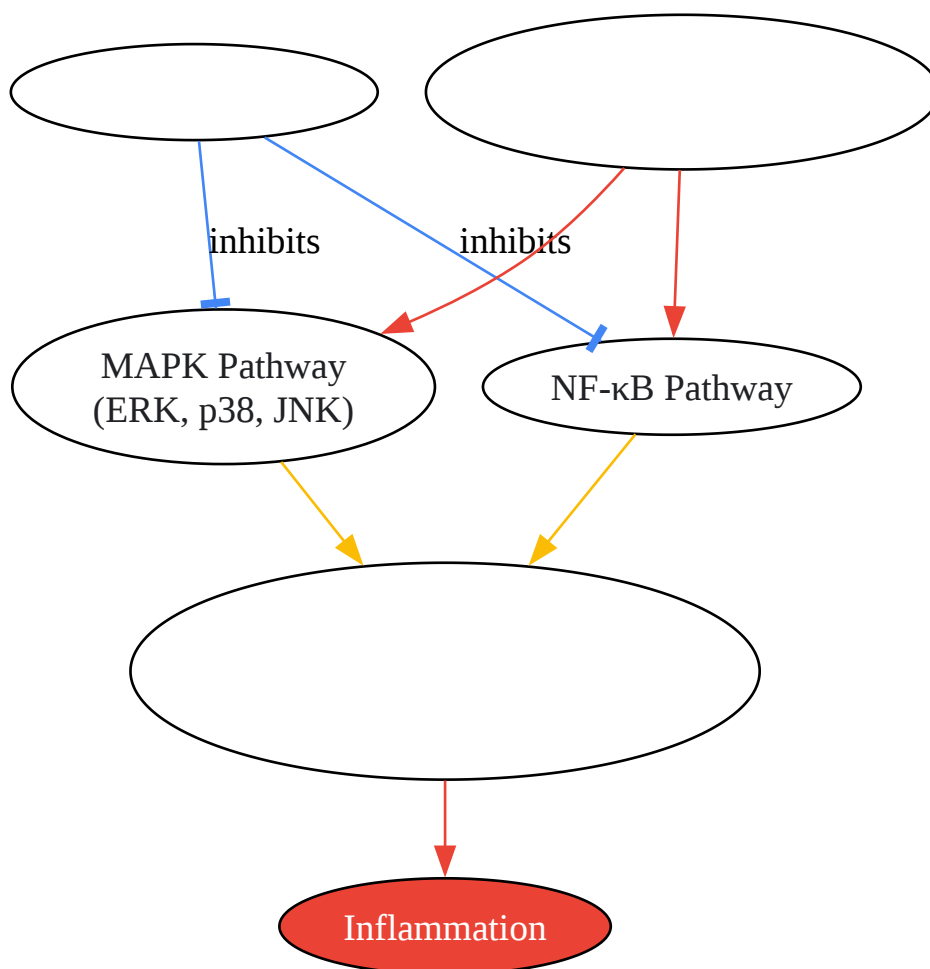 inhibits
inhibits
MAPK Pathway
(ERK, p38, JNK)
NF-κB Pathway
Inflammation